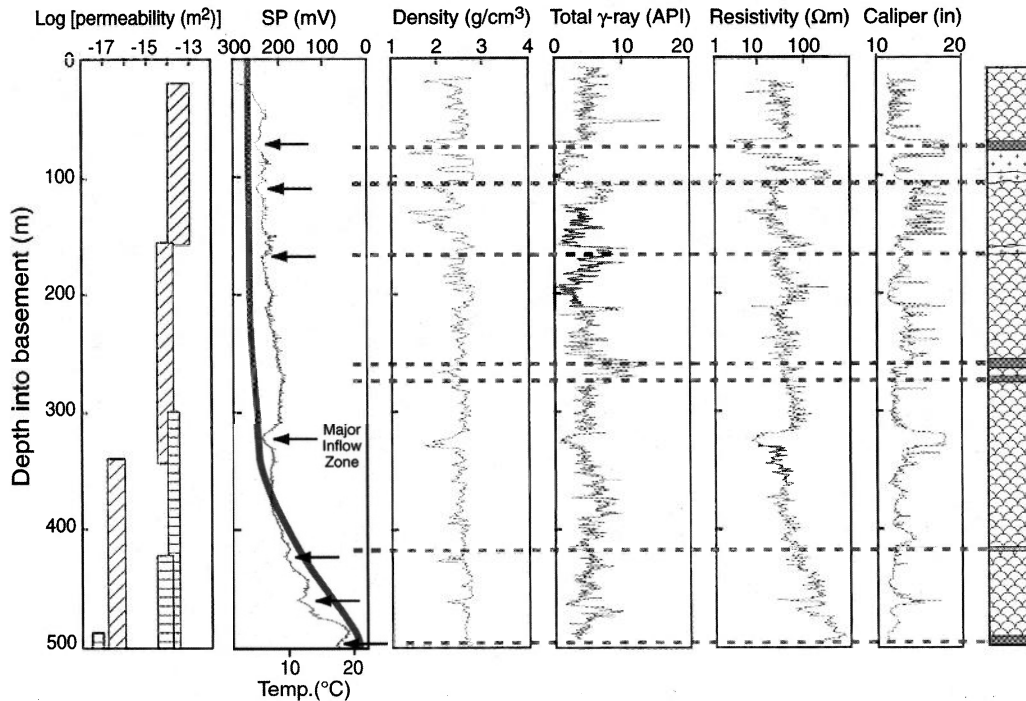 Log [permeability (m²)]
SP (mV)
Density (g/cm³)
Total γ-ray (API)
Resistivity (Ωm)
Caliper (in)
-17 -15 -13
300 200 100 0
1 2 3 4
0 10 20
1 10 100
10 20
Depth into basement (m)
0
100
200
300
400
500
Major
Inflow
Zone
10 20
Temp.(°C)